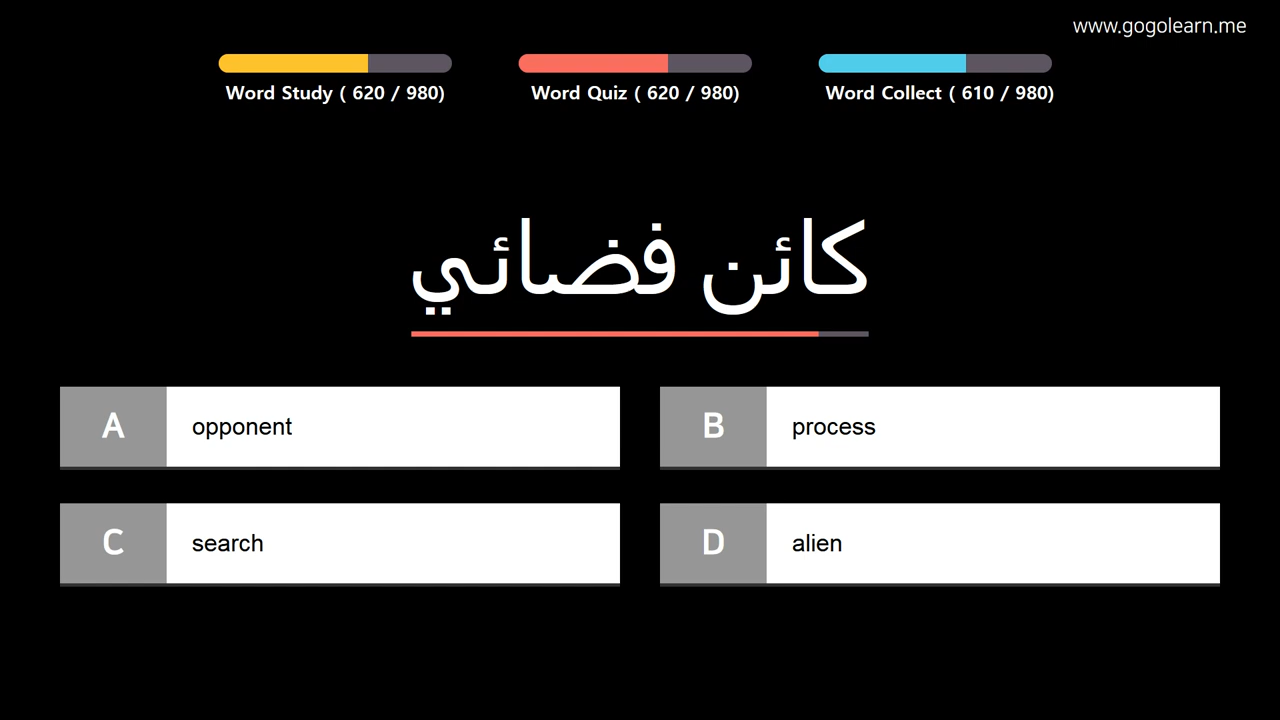 www.gogolearn.me
Word Study ( 620 / 980)
Word Quiz ( 620 / 980)
Word Collect ( 610 / 980)
كائن فضائي
A opponent
B process
C search
D alien